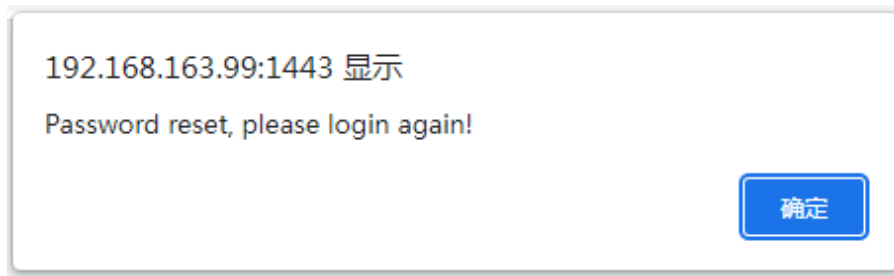 192.168.163.99:1443 显示
Password reset, please login again!
确定